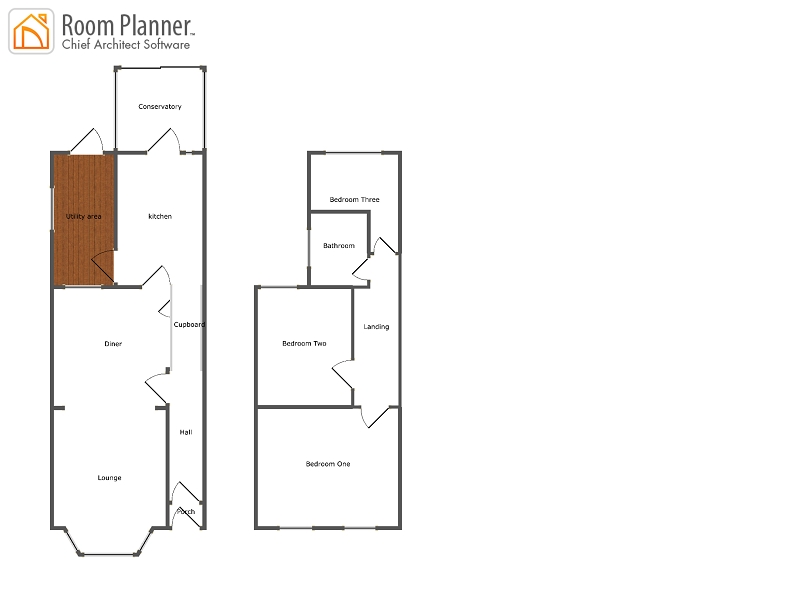 Room Planner™
Chief Architect Software
Conservatory
Utility area
kitchen
Diner
Cupboard
Hall
Lounge
Porch
Bedroom Three
Bathroom
Landing
Bedroom Two
Bedroom One